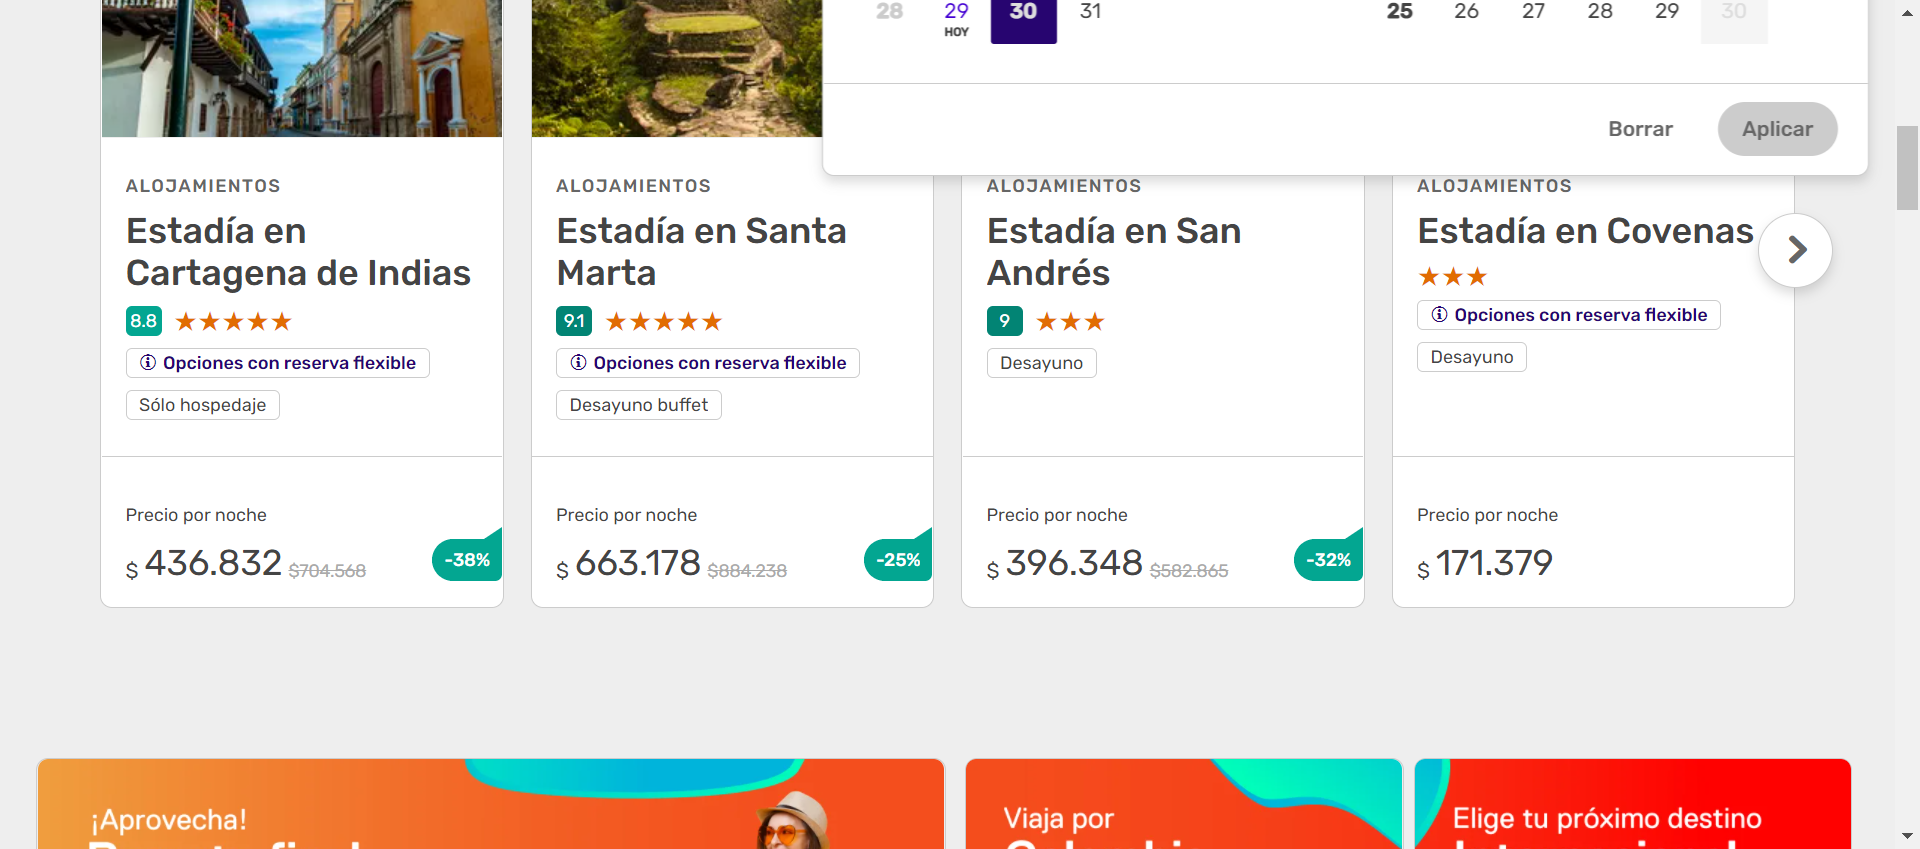 28 29 30 31 25 26 27 28 29 30
HOY
Borrar Aplicar
ALOJAMIENTOS
Estadía en
Cartagena de Indias
8.8
Opciones con reserva flexible
Sólo hospedaje
Precio por noche
$ 436.832 $704.568 -38%
ALOJAMIENTOS
Estadía en Santa
Marta
9.1
Opciones con reserva flexible
Desayuno buffet
Precio por noche
$ 663.178 $884.238 -25%
ALOJAMIENTOS
Estadía en San
Andrés
9
Desayuno
Precio por noche
$ 396.348 $582.865 -32%
ALOJAMIENTOS
Estadía en Covenas
Opciones con reserva flexible
Desayuno
Precio por noche
$ 171.379
¡Aprovecha!
Viaja por
Elige tu próximo destino